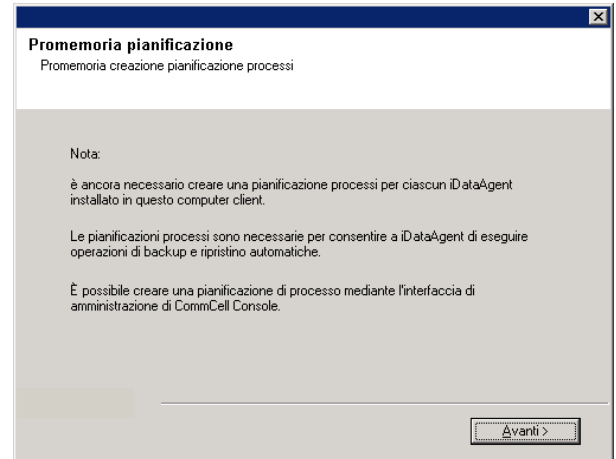 Promemoria pianificazione
Promemoria creazione pianificazione processi
Nota:
è ancora necessario creare una pianificazione processi per ciascun iDataAgent
installato in questo computer client.
Le pianificazioni processi sono necessarie per consentire a iDataAgent di eseguire
operazioni di backup e ripristino automatiche.
È possibile creare una pianificazione di processo mediante l'interfaccia di
amministrazione di CommCell Console.
Avanti >